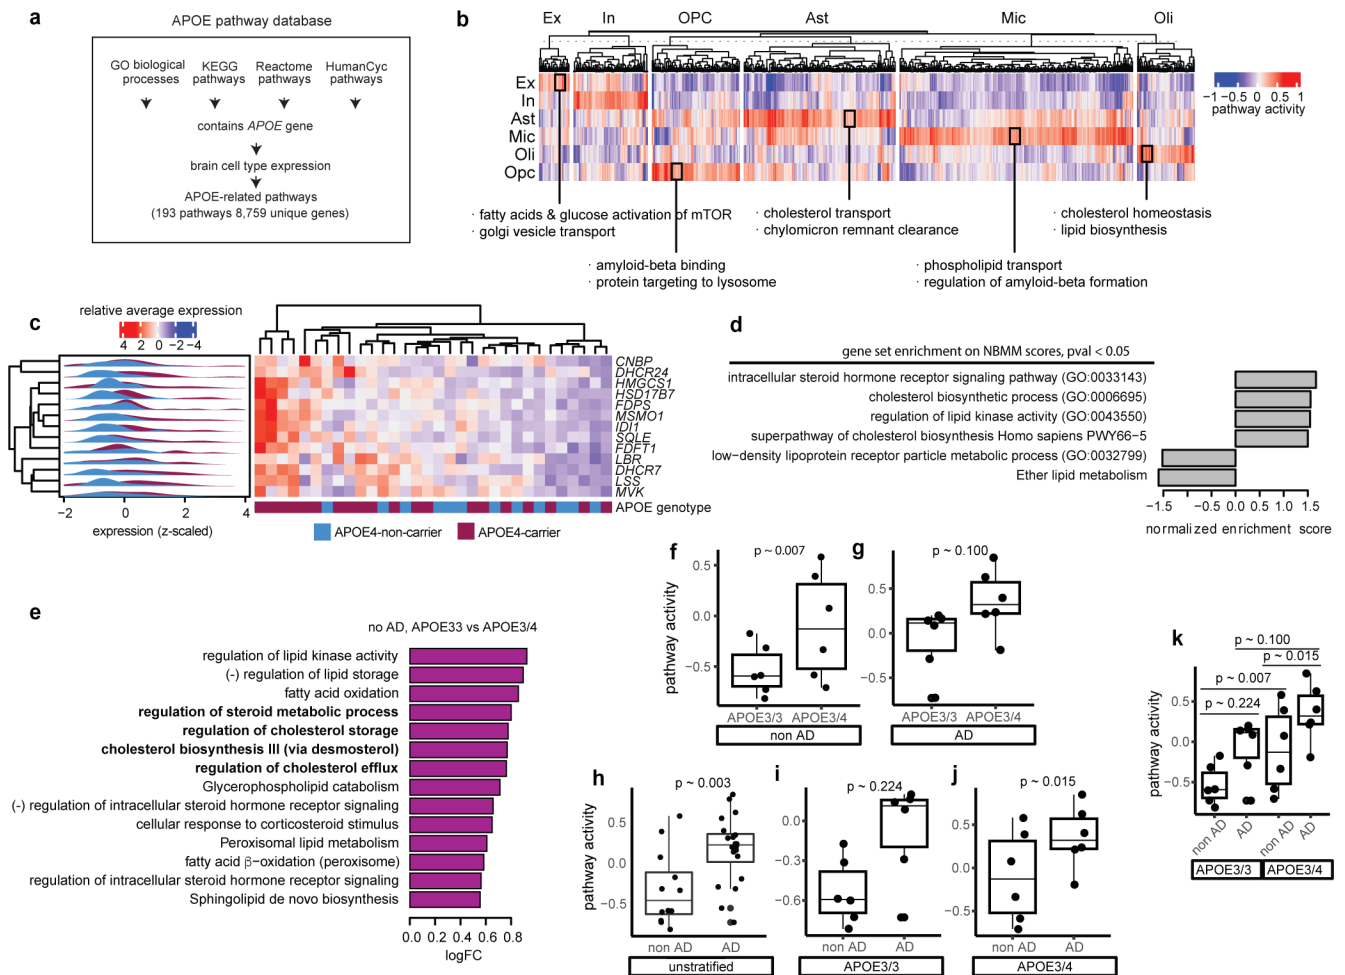 a
APOE pathway database
GO biological processes
KEGG pathways
Reactome pathways
HumanCyc pathways
contains APOE gene
brain cell type expression
APOE-related pathways
(193 pathways 8,759 unique genes)
b
Ex In OPC Ast Mic Oli
Ex
In
Ast
Mic
Oli
Opc
−1 −0.5 0 0.5 1
pathway activity
· fatty acids & glucose activation of mTOR
· golgi vesicle transport
· amyloid-beta binding
· protein targeting to lysosome
· cholesterol transport
· chylomicron remnant clearance
· phospholipid transport
· regulation of amyloid-beta formation
· cholesterol homeostasis
· lipid biosynthesis
c
relative average expression
4 2 0 −2 −4
CNBP
DHCR24
HMGCS1
HSD17B7
FDPS
MSMO1
IDI1
SQLE
FDFT1
LBR
DHCR7
LSS
MVK
APOE genotype
−2 0 2 4
expression (z-scaled)
APOE4-non-carrier
APOE4-carrier
d
gene set enrichment on NBMM scores, pval < 0.05
intracellular steroid hormone receptor signaling pathway (GO:0033143)
cholesterol biosynthetic process (GO:0006695)
regulation of lipid kinase activity (GO:0043550)
superpathway of cholesterol biosynthesis Homo sapiens PWY66−5
low−density lipoprotein receptor particle metabolic process (GO:0032799)
Ether lipid metabolism
−1.5 −0.5 0 0.5 1.0 1.5
normalized enrichment score
e
no AD, APOE33 vs APOE3/4
regulation of lipid kinase activity
(-) regulation of lipid storage
fatty acid oxidation
regulation of steroid metabolic process
regulation of cholesterol storage
cholesterol biosynthesis III (via desmosterol)
regulation of cholesterol efflux
Glycerophospholipid catabolism
(-) regulation of intracellular steroid hormone receptor signaling
cellular response to corticosteroid stimulus
Peroxisomal lipid metabolism
fatty acid β−oxidation (peroxisome)
regulation of intracellular steroid hormone receptor signaling
Sphingolipid de novo biosynthesis
0.0 0.2 0.4 0.6 0.8
logFC
f
p ~ 0.007
pathway activity
0.5
0.0
−0.5
APOE3/3 APOE3/4
non AD
g
p ~ 0.100
0.5
0.0
−0.5
APOE3/3 APOE3/4
AD
h
p ~ 0.003
pathway activity
0.5
0.0
−0.5
non AD AD
unstratified
i
p ~ 0.224
0.0
−0.3
−0.6
non AD AD
APOE3/3
j
p ~ 0.015
0.5
0.0
−0.5
non AD AD
APOE3/4
k
p ~ 0.100
p ~ 0.015
p ~ 0.007
p ~ 0.224
pathway activity
0.5
0.0
−0.5
non AD AD non AD AD
APOE3/3 APOE3/4